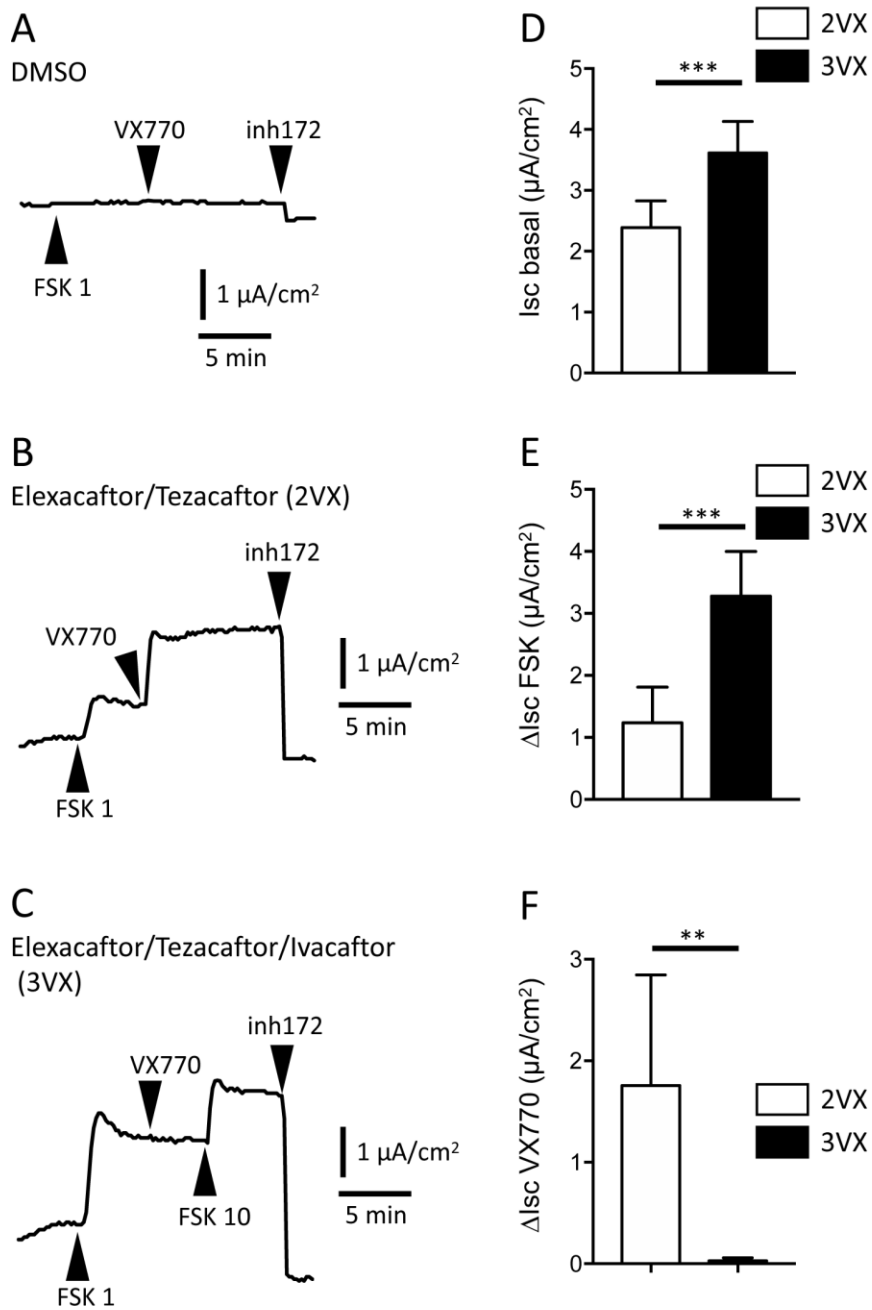 A
DMSO
VX770
inh172
FSK 1
1 µA/cm²
5 min
B
Elexacaftor/Tezacaftor (2VX)
inh172
VX770
1 µA/cm²
5 min
FSK 1
C
Elexacaftor/Tezacaftor/Ivacaftor
(3VX)
inh172
VX770
1 µA/cm²
FSK 10
5 min
FSK 1
D
2VX
3VX
***
Isc basal (µA/cm²)
5
4
3
2
1
0
E
2VX
3VX
***
ΔIsc FSK (µA/cm²)
5
4
3
2
1
0
F
**
ΔIsc VX770 (µA/cm²)
3
2
1
0
2VX
3VX